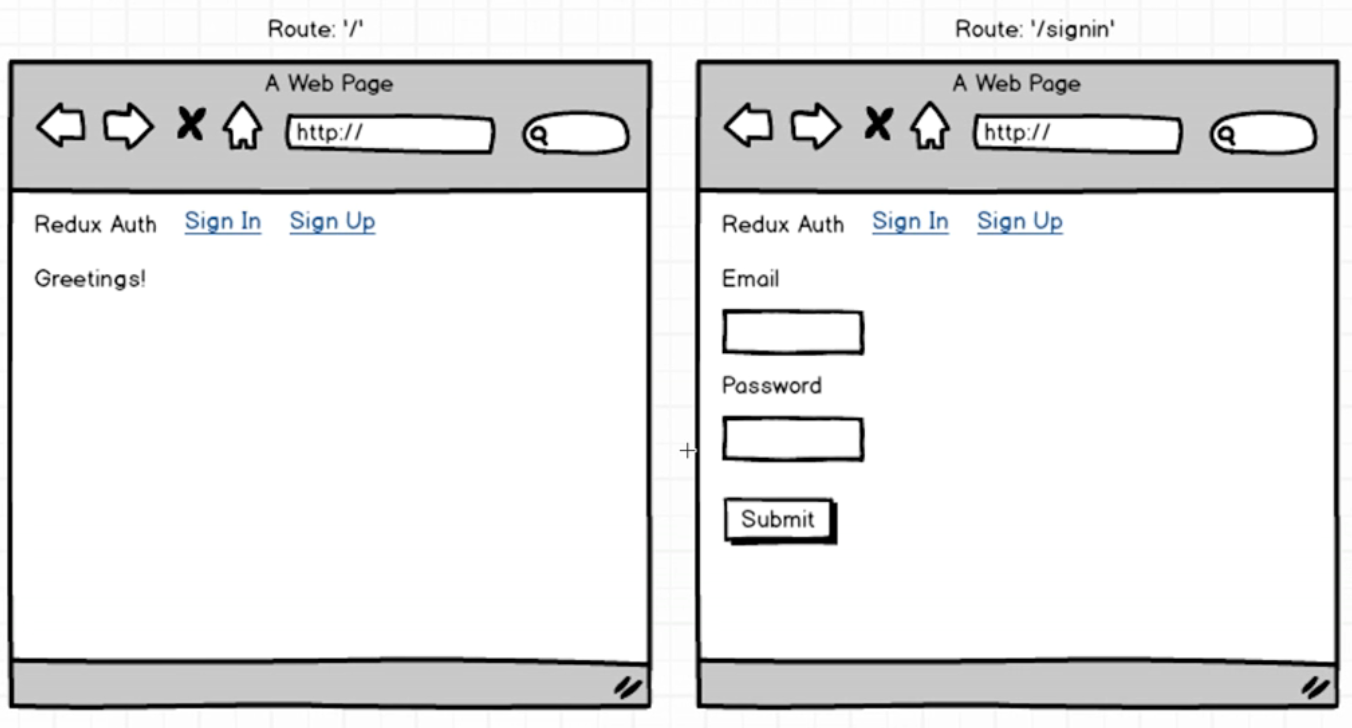 Route: '/'
A Web Page
http://
Redux Auth Sign In Sign Up
Greetings!
Route: '/signin'
A Web Page
http://
Redux Auth Sign In Sign Up
Email
Password
Submit